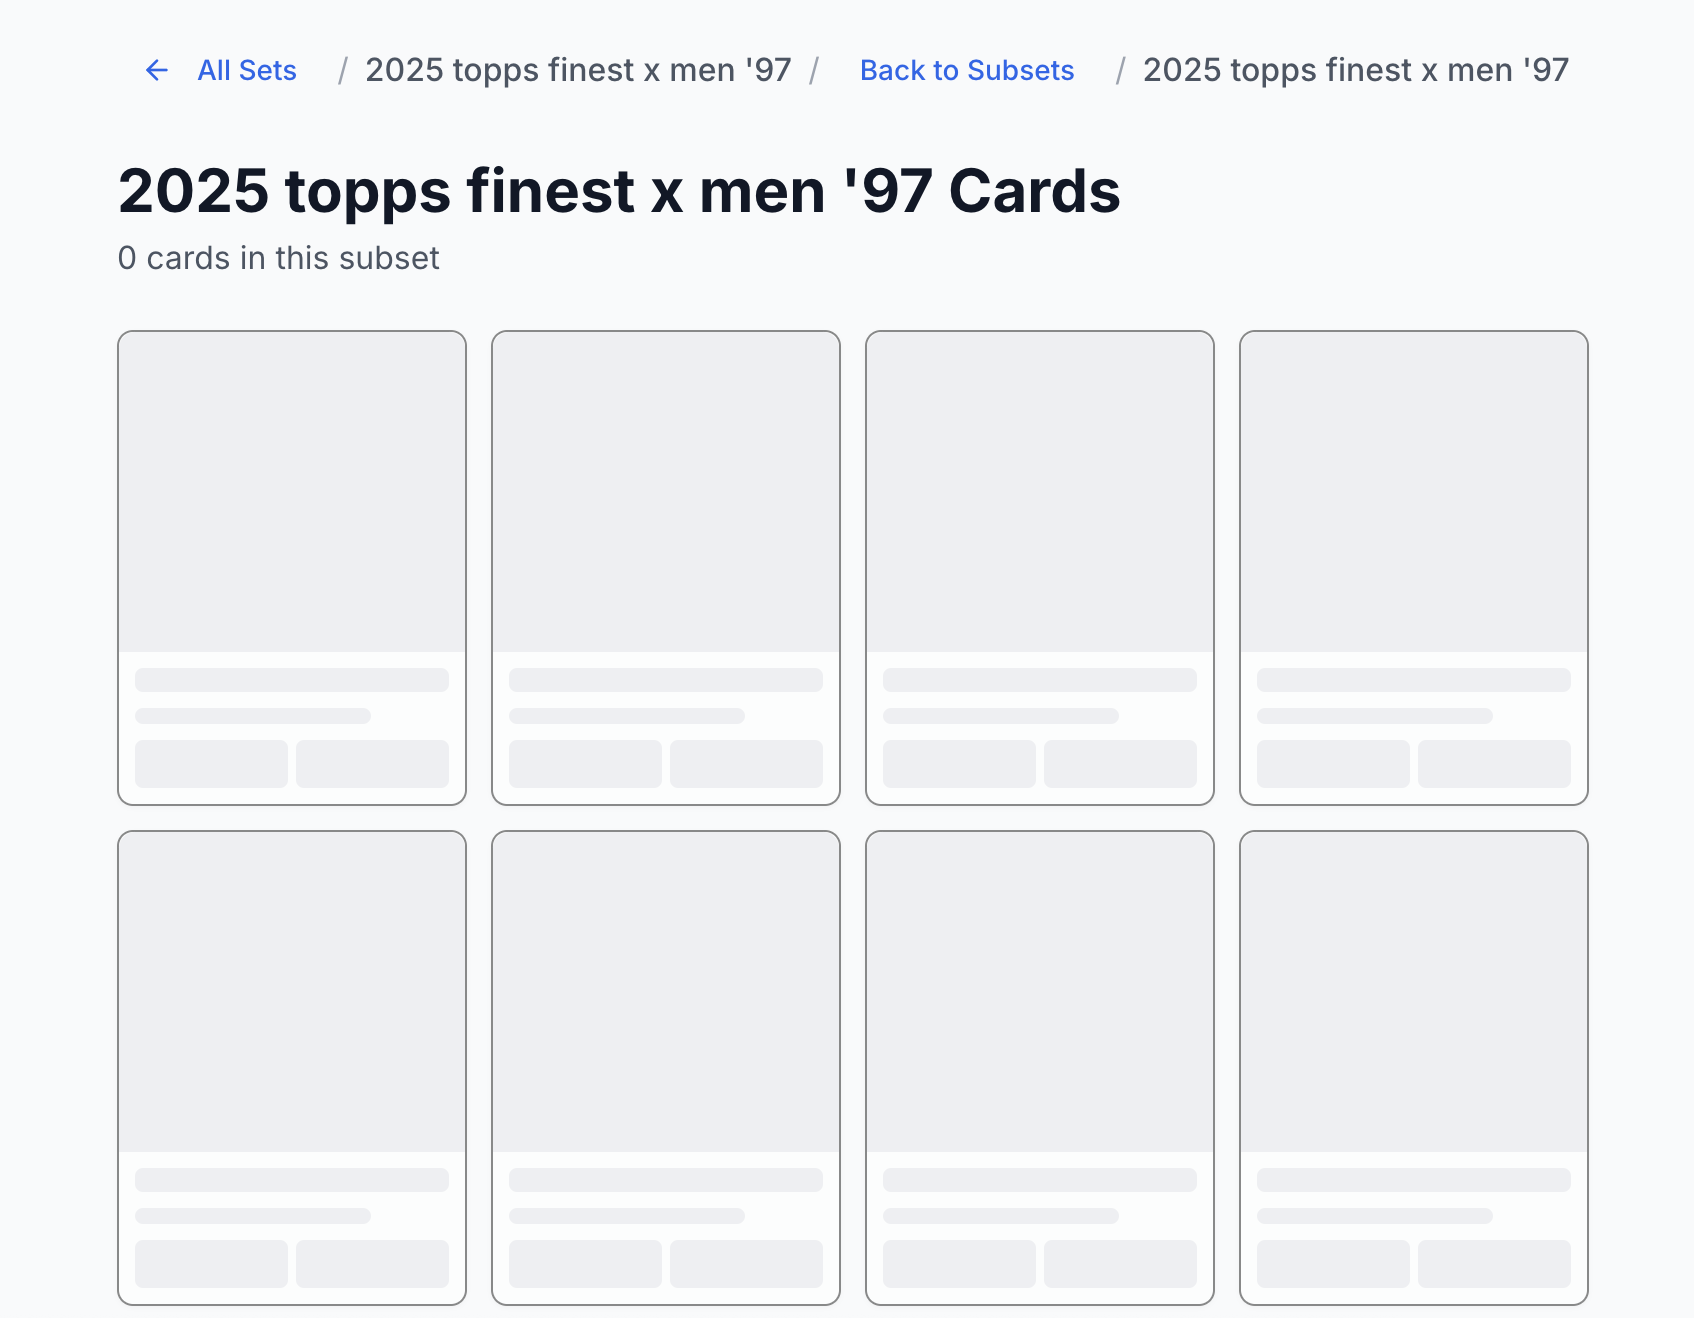 ← All Sets / 2025 topps finest x men '97 / Back to Subsets / 2025 topps finest x men '97
2025 topps finest x men '97 Cards
0 cards in this subset